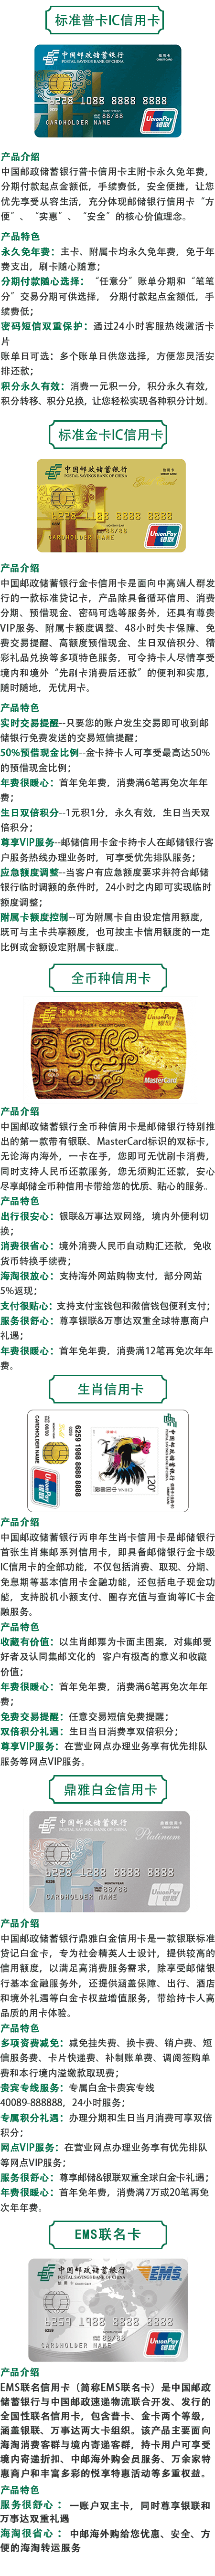 标准普卡IC信用卡
中国邮政储蓄银行
POSTAL SAVINGS BANK OF CHINA
信用卡
CREDIT CARD
6228 1088 8888 8888
MONTH/YEAR
88/88
CARDHOLDER NAME
UnionPay
银联
产品介绍
中国邮政储蓄银行普卡信用卡主附卡永久免年费,
分期付款起点金额低，手续费低，安全便捷，让您
优先享受从容生活，充分体现邮储银行信用卡“方
便”、“实惠”、“安全”的核心价值理念。
产品特色
永久免年费：主卡、附属卡均永久免年费，免于年
费支出，刷卡随心随意；
分期付款随心选择：“任意分”账单分期和“笔笔
分”交易分期可供选择， 分期付款起点金额低，手
续费低；
密码短信双重保护：通过24小时客服热线激活卡
片
账单日可选：多个账单日供您选择，方便您灵活安
排还款；
积分永久有效：消费一元积一分，积分永久有效，
积分转移、积分兑换，让您轻松实现各种积分计划。
标准金卡IC信用卡
中国邮政储蓄银行
POSTAL SAVINGS BANK OF CHINA
6228 1188 8888 8888
MONTH/YEAR
88/88
CARDHOLDER NAME
UnionPay
银联
产品介绍
中国邮政储蓄银行金卡信用卡是面向中高端人群发
行的一款标准贷记卡，产品除具备循环信用、消费
分期、预借现金、密码可选等服务外，还具有尊贵
VIP服务、附属卡额度调整、48小时失卡保障、免
费交易提醒、高额度预借现金、生日双倍积分、精
彩礼品兑换等多项特色服务，可令持卡人尽情享受
境内和境外“先刷卡消费后还款”的便利和实惠，
随时随地，无忧用卡。
产品特色
实时交易提醒--只要您的账户发生交易即可收到邮
储银行免费发送的交易短信提醒；
50%预借现金比例--金卡持卡人可享受最高达50%
的预借现金比例；
年费很暖心：首年免年费，消费满6笔再免次年年
费；
生日双倍积分--1元积1分，永久有效，生日当天双
倍积分；
尊享VIP服务--邮储信用卡金卡持卡人在邮储银行客
户服务热线办理业务时，可享受优先排队服务；
应急额度调整--当客户有应急额度要求并符合邮储
银行临时调额的条件时，24小时之内即可实现临时
额度调整；
附属卡额度控制--可为附属卡自由设定信用额度，
既可与主卡共享额度，也可按主卡信用额度的一定
比例或金额设定附属卡额度。
全币种信用卡
中国邮政储蓄银行
UnionPay
银联
MasterCard
产品介绍
中国邮政储蓄银行全币种信用卡是邮储银行特别推
出的第一款带有银联、MasterCard标识的双标卡，
无论海内海外，一卡在手，您即可无忧刷卡消费，
同时支持人民币还款服务，您无须购汇还款，安心
尽享邮储全币种信用卡带给您的优质、贴心的服务。
产品特色
出行很安心：银联&万事达双网络，境内外便利切
换；
消费很省心：境外消费人民币自动购汇还款，免收
货币转换手续费；
海淘很放心：支持海外网站购物支付，部分网站
5%返现；
支付很贴心：支持支付宝钱包和微信钱包便利支付；
服务很舒心：尊享银联&万事达双重全球特惠商户
礼遇；
年费很暖心：首年免年费，消费满12笔再免次年年
费。
生肖信用卡
中国邮政储蓄银行
6259 1988 8888 8888
CARDHOLDER NAME
120
UnionPay
银联
产品介绍
中国邮政储蓄银行丙申年生肖卡信用卡是邮储银行
首张生肖集邮系列信用卡，即具备邮储银行金卡级
IC信用卡的全部功能，不仅包括消费、取现、分期、
免息期等基本信用卡金融功能，还包括电子现金功
能，支持脱机小额支付、圈存充值与查询等IC卡金
融服务。
产品特色
收藏有价值：以生肖邮票为卡面主图案，对集邮爱
好者及认同集邮文化的 客户有极高的意义和收藏
价值；
年费很暖心：首年免年费，消费满6笔再免次年年
费；
免费交易提醒：任意交易短信免费提醒；
双倍积分礼遇：生日当日消费享双倍积分；
尊享VIP服务：在营业网点办理业务享有优先排队
服务等网点VIP服务。
鼎雅白金信用卡
中国邮政储蓄银行
POSTAL SAVINGS BANK OF CHINA
Platinum
6228 1288 8888 8888
MONTH/YEAR
88/88
CARDHOLDER NAME
UnionPay
银联
产品介绍
中国邮政储蓄银行鼎雅白金信用卡是一款银联标准
贷记白金卡，专为社会精英人士设计，提供较高的
信用额度，以满足高消费服务需求，除享受邮储银
行基本金融服务外，还提供涵盖保障、出行、酒店
和境外礼遇等白金卡权益增值服务，带给持卡人高
品质的用卡体验。
产品特色
多项资费减免：减免挂失费、换卡费、销户费、短
信服务费、卡片快递费、补制账单费、调阅签购单
费和本行境内溢缴款取现费；
贵宾专线服务：专属白金卡贵宾专线
40089-888888，24小时服务；
专属积分礼遇：办理分期和生日当月消费可享双倍
积分；
网点VIP服务：在营业网点办理业务享有优先排队
等网点VIP服务。
服务很舒心：尊享邮储&银联双重全球白金卡礼遇；
年费很暖心：首年免年费，消费满7万或20笔再免
次年年费。
EMS联名卡
中国邮政储蓄银行
POSTAL SAVINGS BANK OF CHINA
信用卡
EMS
6259 1988 8888 8888
MONTH/YEAR
88/88
CARDHOLDER NAME
UnionPay
银联
产品介绍
EMS联名信用卡（简称EMS联名卡）是中国邮政
储蓄银行与中国邮政速递物流联合开发、发行的
全国性联名信用卡，包含普卡、金卡两个等级，
涵盖银联、万事达两大卡组织。该产品主要面向
海淘消费客群与境内寄递客群，持卡用户可享受
境内寄递折扣、中邮海外购会员服务、万余家特
惠商户和丰富多彩的悦享特惠活动等多重权益。
产品特色
服务很舒心：一账户双主卡，同时尊享银联和
万事达双重礼遇
海淘很省心：中邮海外购给您优惠、安全、方
便的海淘转运服务